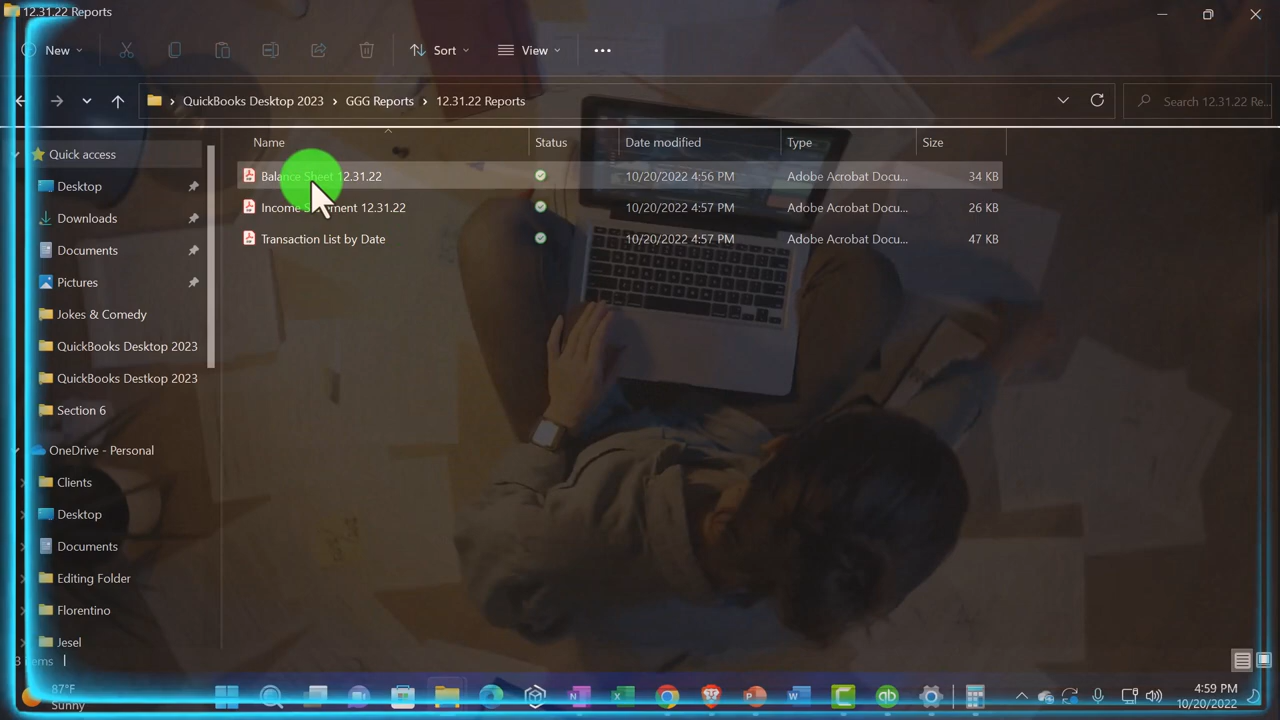 12.31.22 Reports
New Sort View
QuickBooks Desktop 2023 GGG Reports 12.31.22 Reports Search 12.31.22 Re...
Name Status Date modified Type Size
Quick access
Balance Sheet 12.31.22 10/20/2022 4:56 PM Adobe Acrobat Docu... 34 KB
Desktop
Income Statement 12.31.22 10/20/2022 4:57 PM Adobe Acrobat Docu... 26 KB
Downloads
Transaction List by Date 10/20/2022 4:57 PM Adobe Acrobat Docu... 47 KB
Documents
Pictures
Jokes & Comedy
QuickBooks Desktop 2023
QuickBooks Destkop 2023
Section 6
OneDrive - Personal
Clients
Desktop
Documents
Editing Folder
Florentino
Jesel
3 items
87°F
Sunny
4:59 PM
10/20/2022